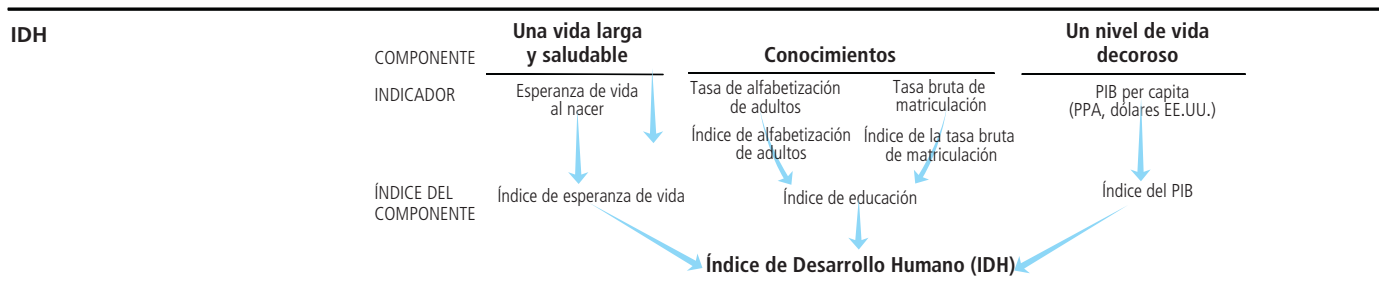 IDH
COMPONENTE
Una vida larga
y saludable
Conocimientos
Un nivel de vida
decoroso
INDICADOR
Esperanza de vida
al nacer
Tasa de alfabetización
de adultos
Tasa bruta de
matriculación
PIB per capita
(PPA, dólares EE.UU.)
Índice de alfabetización
de adultos
Índice de la tasa bruta
de matriculación
ÍNDICE DEL
COMPONENTE
Índice de esperanza de vida
Índice de educación
Índice del PIB
Índice de Desarrollo Humano (IDH)